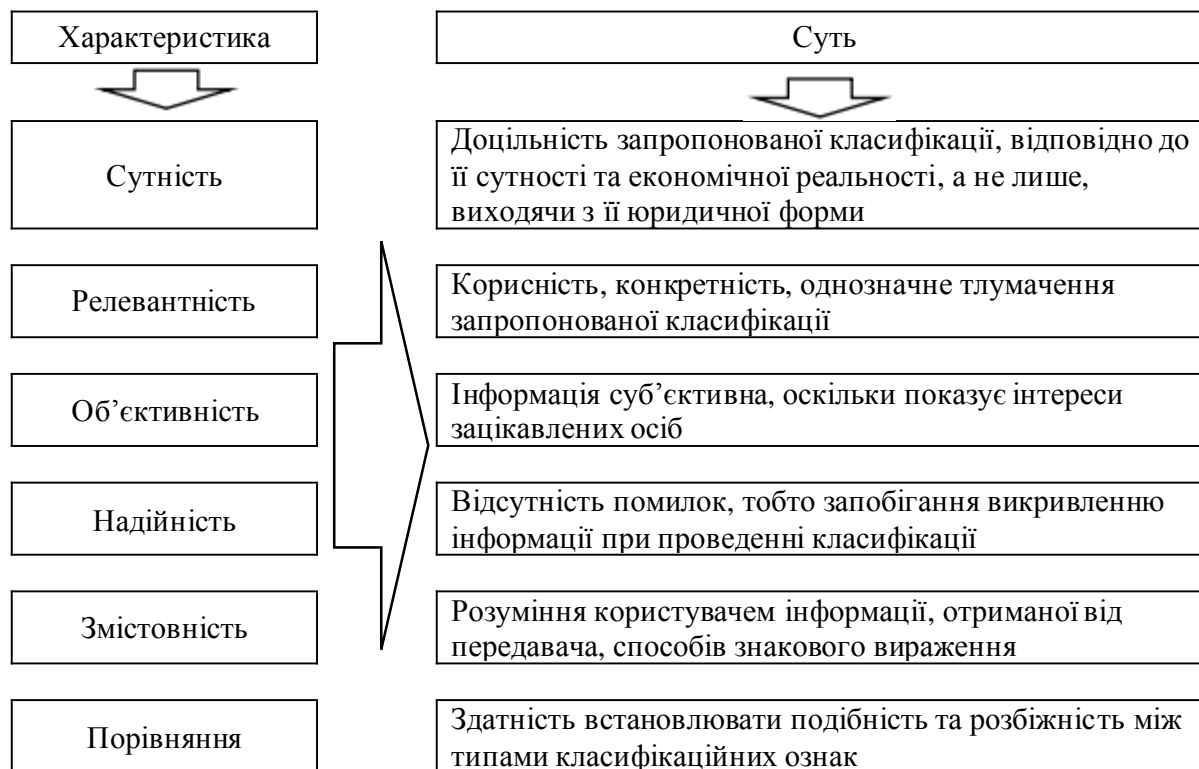 Характеристика
Суть
Сутність
Доцільність запропонованої класифікації, відповідно до
її сутності та економічної реальності, а не лише,
виходячи з її юридичної форми
Релевантність
Корисність, конкретність, однозначне тлумачення
запропонованої класифікації
Об’єктивність
Інформація суб’єктивна, оскільки показує інтереси
зацікавлених осіб
Надійність
Відсутність помилок, тобто запобігання викривленню
інформації при проведенні класифікації
Змістовність
Розуміння користувачем інформації, отриманої від
передавача, способів знакового вираження
Порівняння
Здатність встановлювати подібність та розбіжність між
типами класифікаційних ознак